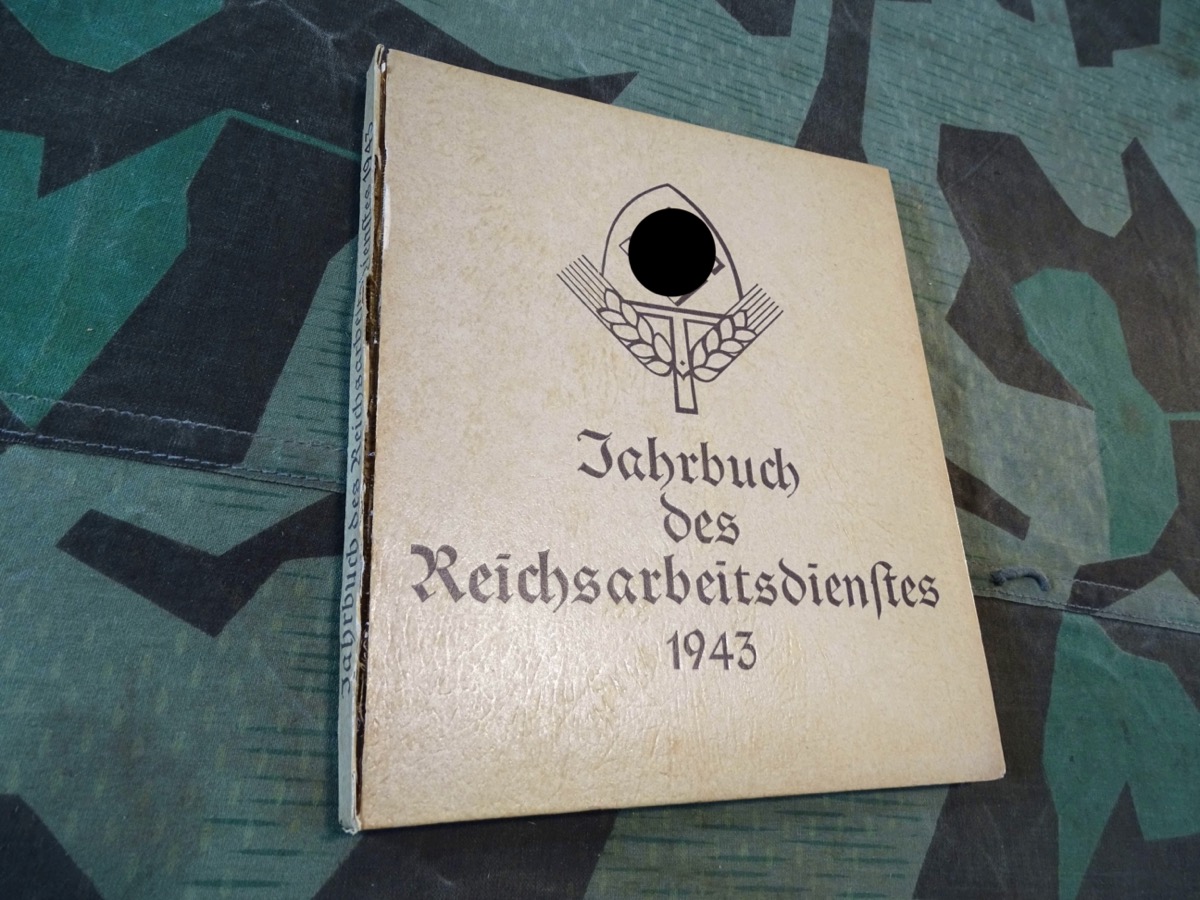 Jahrbuch
des
Reichsarbeitsdienſtes
1943
Jahrbuch des Reichsarbeitsdienſtes 1943